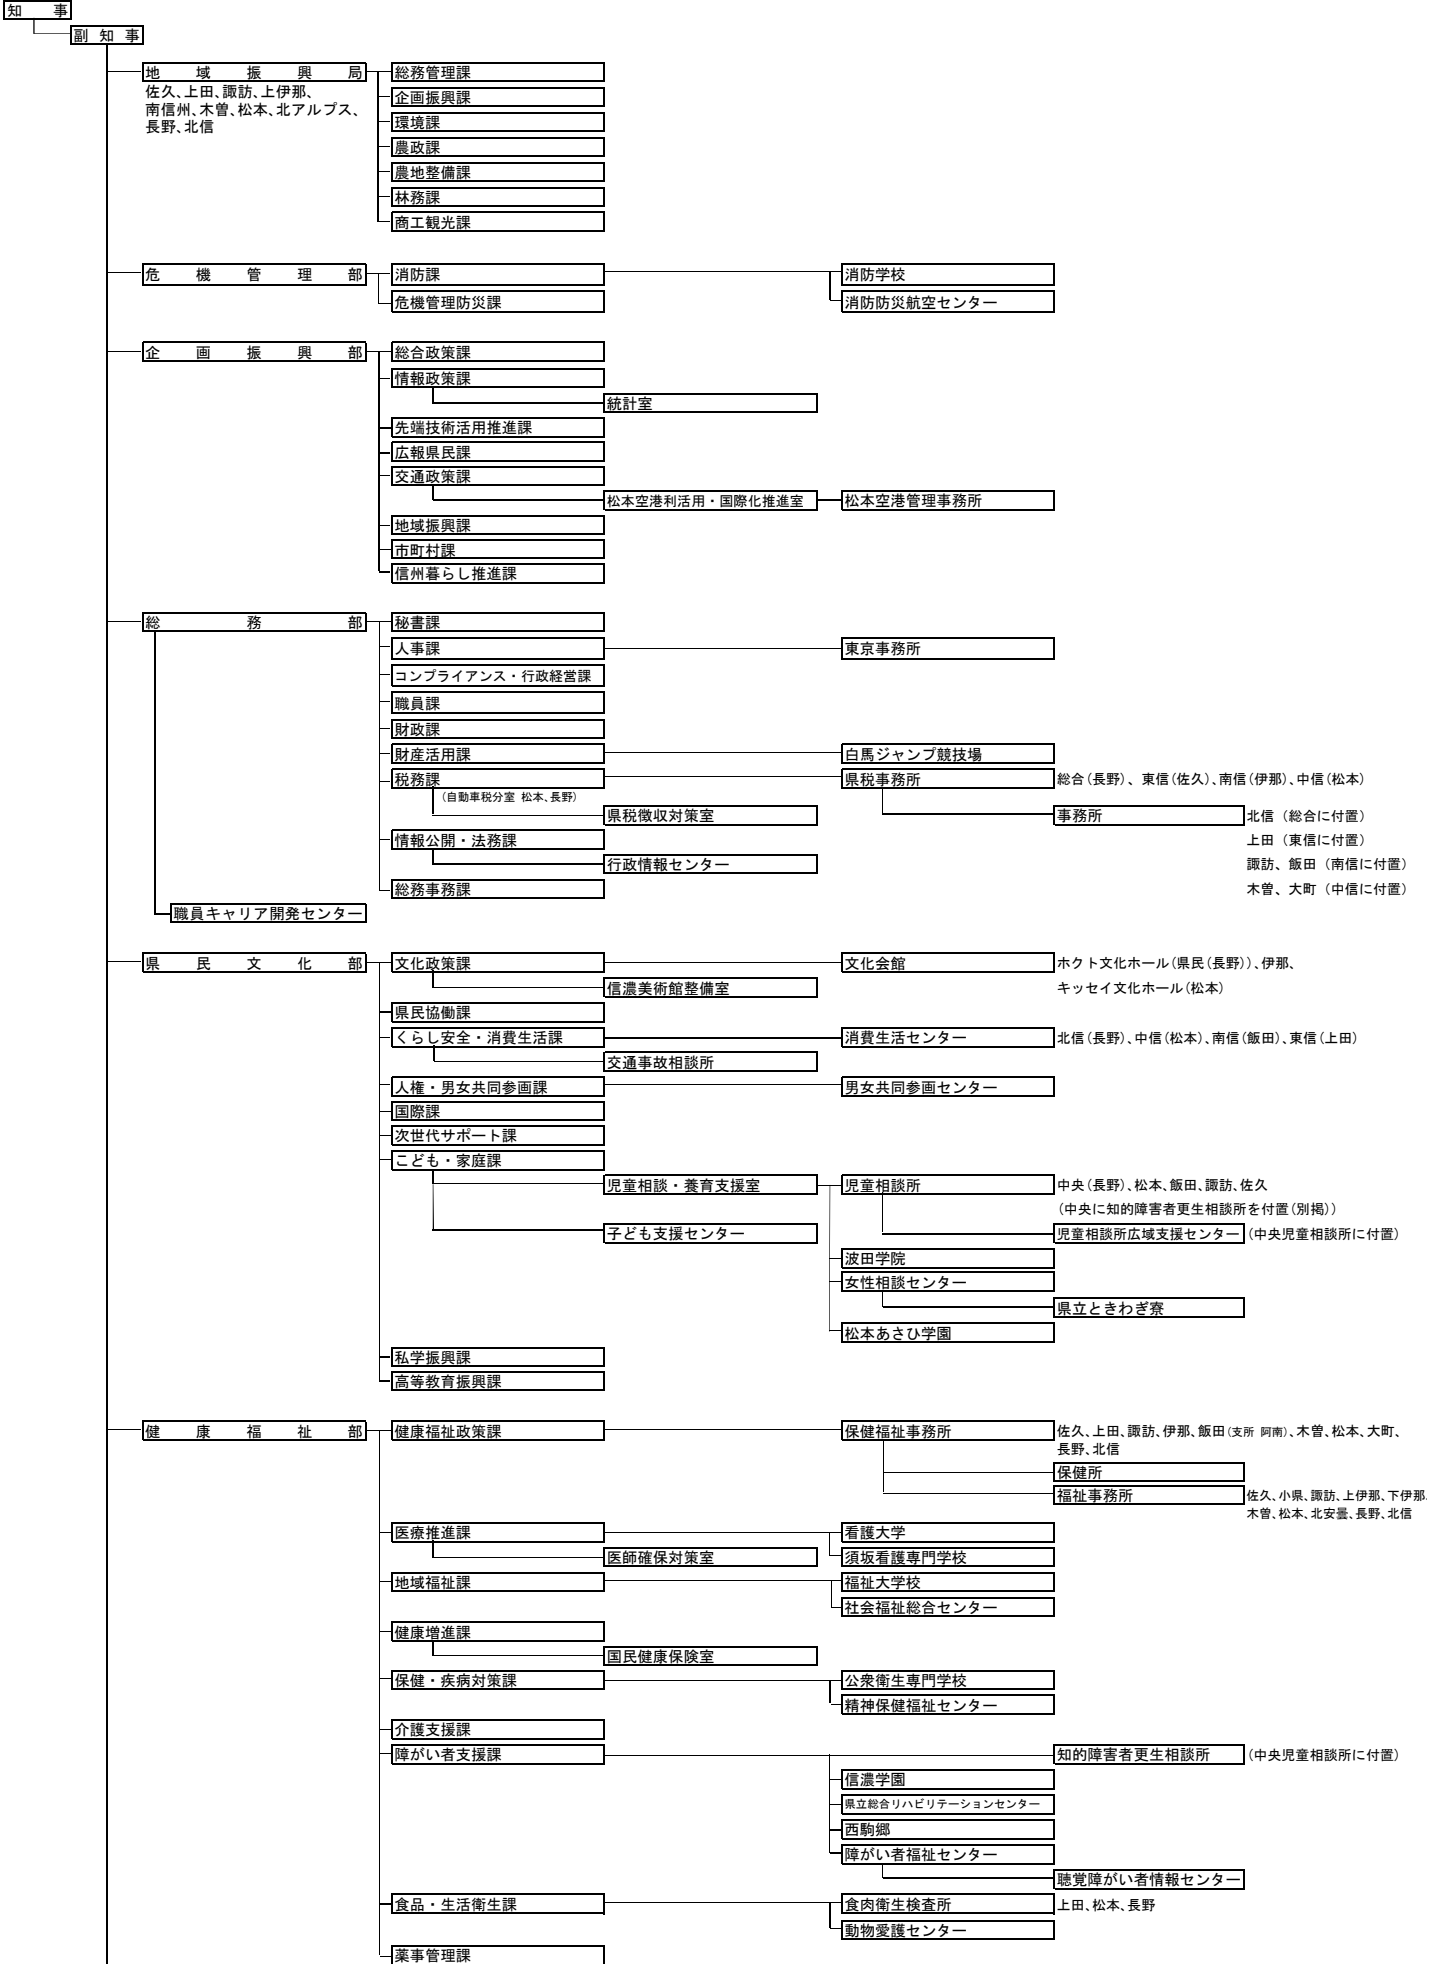 知事
副知事
地域振興局
佐久、上田、諏訪、上伊那、
南信州、木曽、松本、北アルプス、
長野、北信
総務管理課
企画振興課
環境課
農政課
農地整備課
林務課
商工観光課
危機管理部
消防課
消防学校
危機管理防災課
消防防災航空センター
企画振興部
総合政策課
情報政策課
統計室
先端技術活用推進課
広報県民課
交通政策課
松本空港利活用・国際化推進室
松本空港管理事務所
地域振興課
市町村課
信州暮らし推進課
総務部
秘書課
人事課
東京事務所
コンプライアンス・行政経営課
職員課
財政課
財産活用課
白馬ジャンプ競技場
税務課
県税事務所
総合(長野)、東信(佐久)、南信(伊那)、中信(松本)
(自動車税分室 松本、長野)
県税徴収対策室
事務所
北信(総合に付置)
上田(東信に付置)
諏訪、飯田(南信に付置)
木曽、大町(中信に付置)
情報公開・法務課
行政情報センター
総務事務課
職員キャリア開発センター
県民文化部
文化政策課
文化会館
ホクト文化ホール(県民(長野))、伊那、
キッセイ文化ホール(松本)
信濃美術館整備室
県民協働課
くらし安全・消費生活課
消費生活センター
北信(長野)、中信(松本)、南信(飯田)、東信(上田)
交通事故相談所
人権・男女共同参画課
男女共同参画センター
国際課
次世代サポート課
こども・家庭課
児童相談・養育支援室
児童相談所
中央(長野)、松本、飯田、諏訪、佐久
(中央に知的障害者更生相談所を付置(別掲))
子ども支援センター
児童相談所広域支援センター
(中央児童相談所に付置)
波田学院
女性相談センター
県立ときわぎ寮
松本あさひ学園
私学振興課
高等教育振興課
健康福祉部
健康福祉政策課
保健福祉事務所
佐久、上田、諏訪、伊那、飯田(支所 阿南)、木曽、松本、大町、
長野、北信
保健所
福祉事務所
佐久、小県、諏訪、上伊那、下伊那、
木曽、松本、北安曇、長野、北信
医療推進課
看護大学
医師確保対策室
須坂看護専門学校
地域福祉課
福祉大学校
社会福祉総合センター
健康増進課
国民健康保険室
保健・疾病対策課
公衆衛生専門学校
精神保健福祉センター
介護支援課
障がい者支援課
知的障害者更生相談所
(中央児童相談所に付置)
信濃学園
県立総合リハビリテーションセンター
西駒郷
障がい者福祉センター
聴覚障がい者情報センター
食品・生活衛生課
食肉衛生検査所
上田、松本、長野
動物愛護センター
薬事管理課